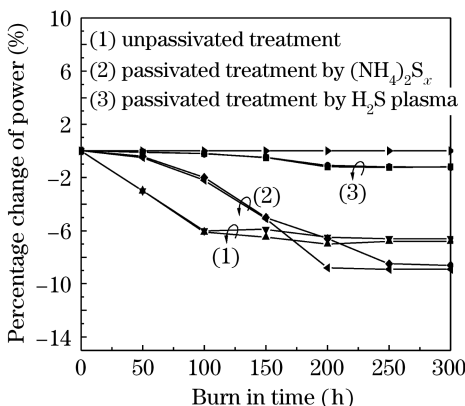 10
6
2
−2
−6
−10
−14
Percentage change of power (%)
(1) unpassivated treatment
(2) passivated treatment by (NH₄)₂Sₓ
(3) passivated treatment by H₂S plasma
(2)
(3)
(1)
0 50 100 150 200 250 300
Burn in time (h)